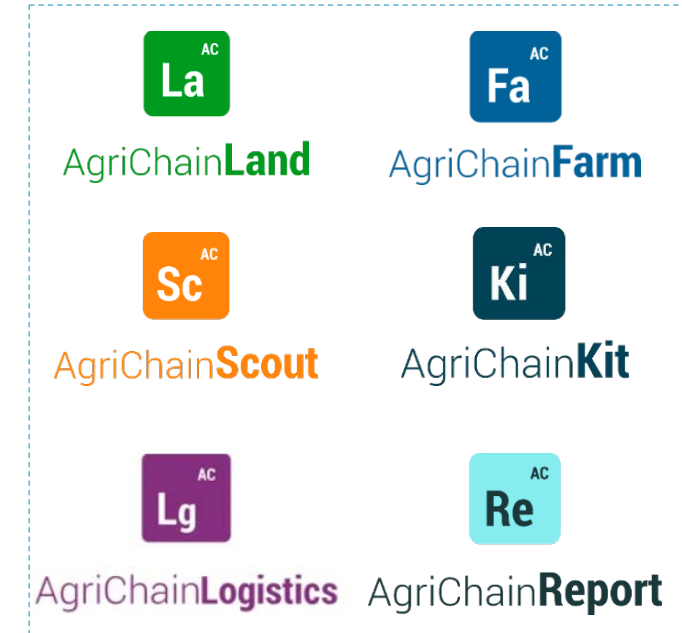 AC
La
AgriChainLand
AC
Fa
AgriChainFarm
AC
Sc
AgriChainScout
AC
Ki
AgriChainKit
AC
Lg
AgriChainLogistics
AC
Re
AgriChainReport